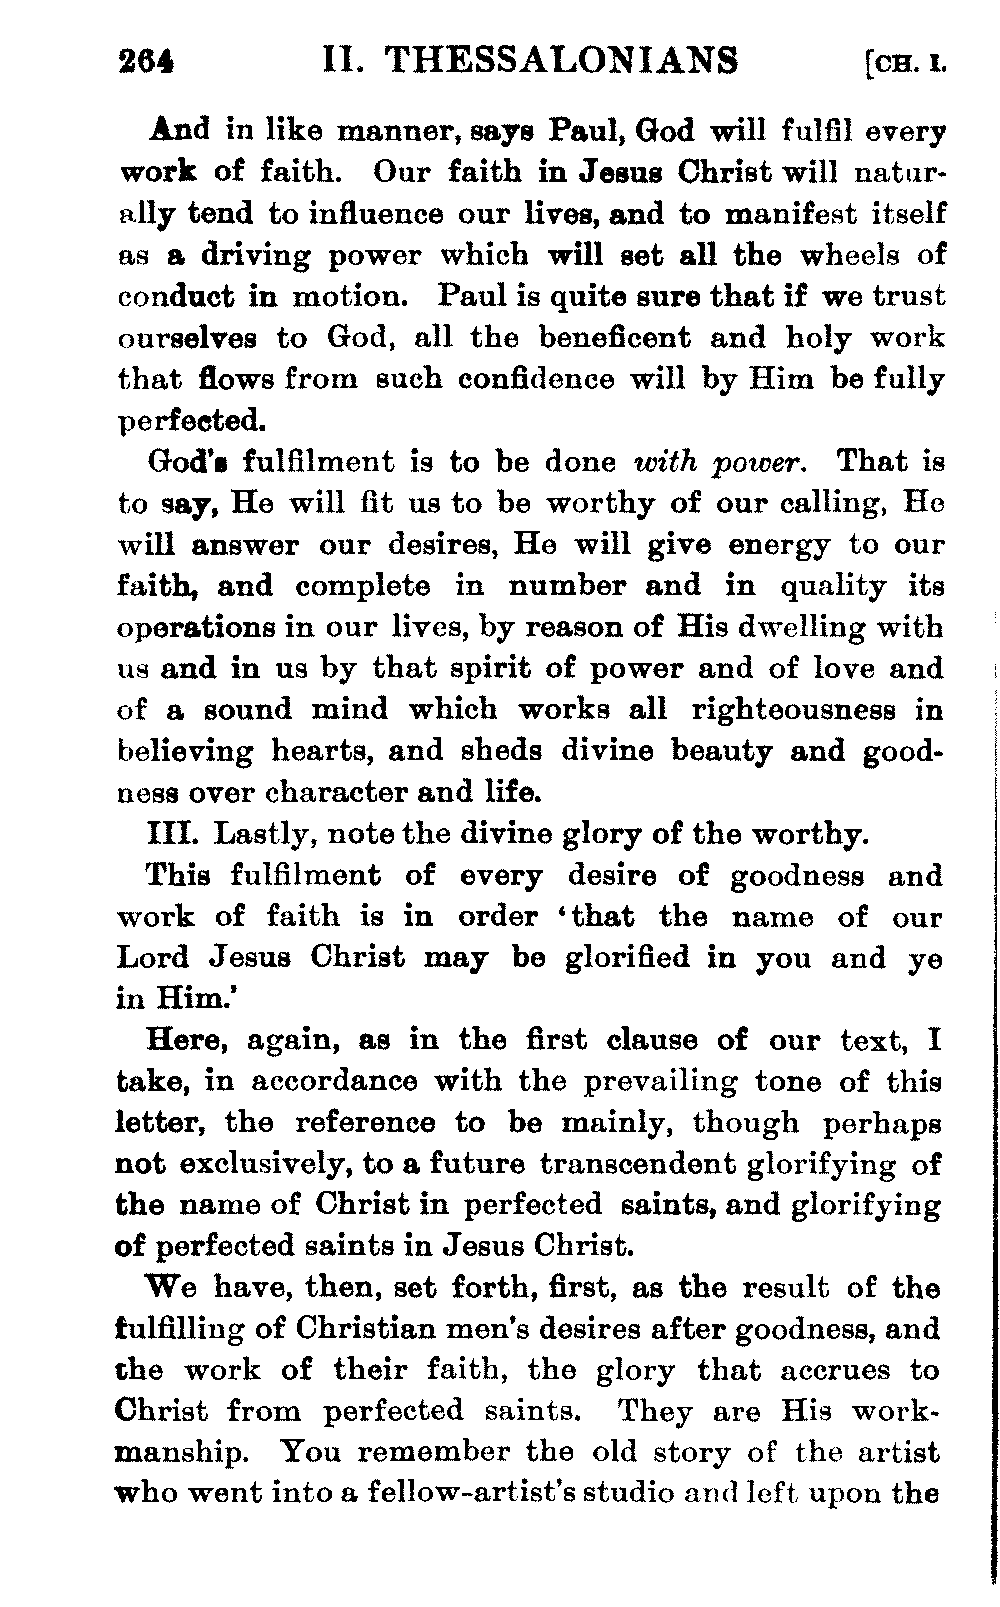 264 II. THESSALONIANS [CH. I.
And in like manner, says Paul, God will fulfil every
work of faith. Our faith in Jesus Christ will natur-
ally tend to influence our lives, and to manifest itself
as a driving power which will set all the wheels of
conduct in motion. Paul is quite sure that if we trust
ourselves to God, all the beneficent and holy work
that flows from such confidence will by Him be fully
perfected.
God's fulfilment is to be done with power. That is
to say, He will fit us to be worthy of our calling, He
will answer our desires, He will give energy to our
faith, and complete in number and in quality its
operations in our lives, by reason of His dwelling with
us and in us by that spirit of power and of love and
of a sound mind which works all righteousness in
believing hearts, and sheds divine beauty and good-
ness over character and life.
III. Lastly, note the divine glory of the worthy.
This fulfilment of every desire of goodness and
work of faith is in order 'that the name of our
Lord Jesus Christ may be glorified in you and ye
in Him.'
Here, again, as in the first clause of our text, I
take, in accordance with the prevailing tone of this
letter, the reference to be mainly, though perhaps
not exclusively, to a future transcendent glorifying of
the name of Christ in perfected saints, and glorifying
of perfected saints in Jesus Christ.
We have, then, set forth, first, as the result of the
fulfilling of Christian men's desires after goodness, and
the work of their faith, the glory that accrues to
Christ from perfected saints. They are His work-
manship. You remember the old story of the artist
who went into a fellow-artist's studio and left upon the